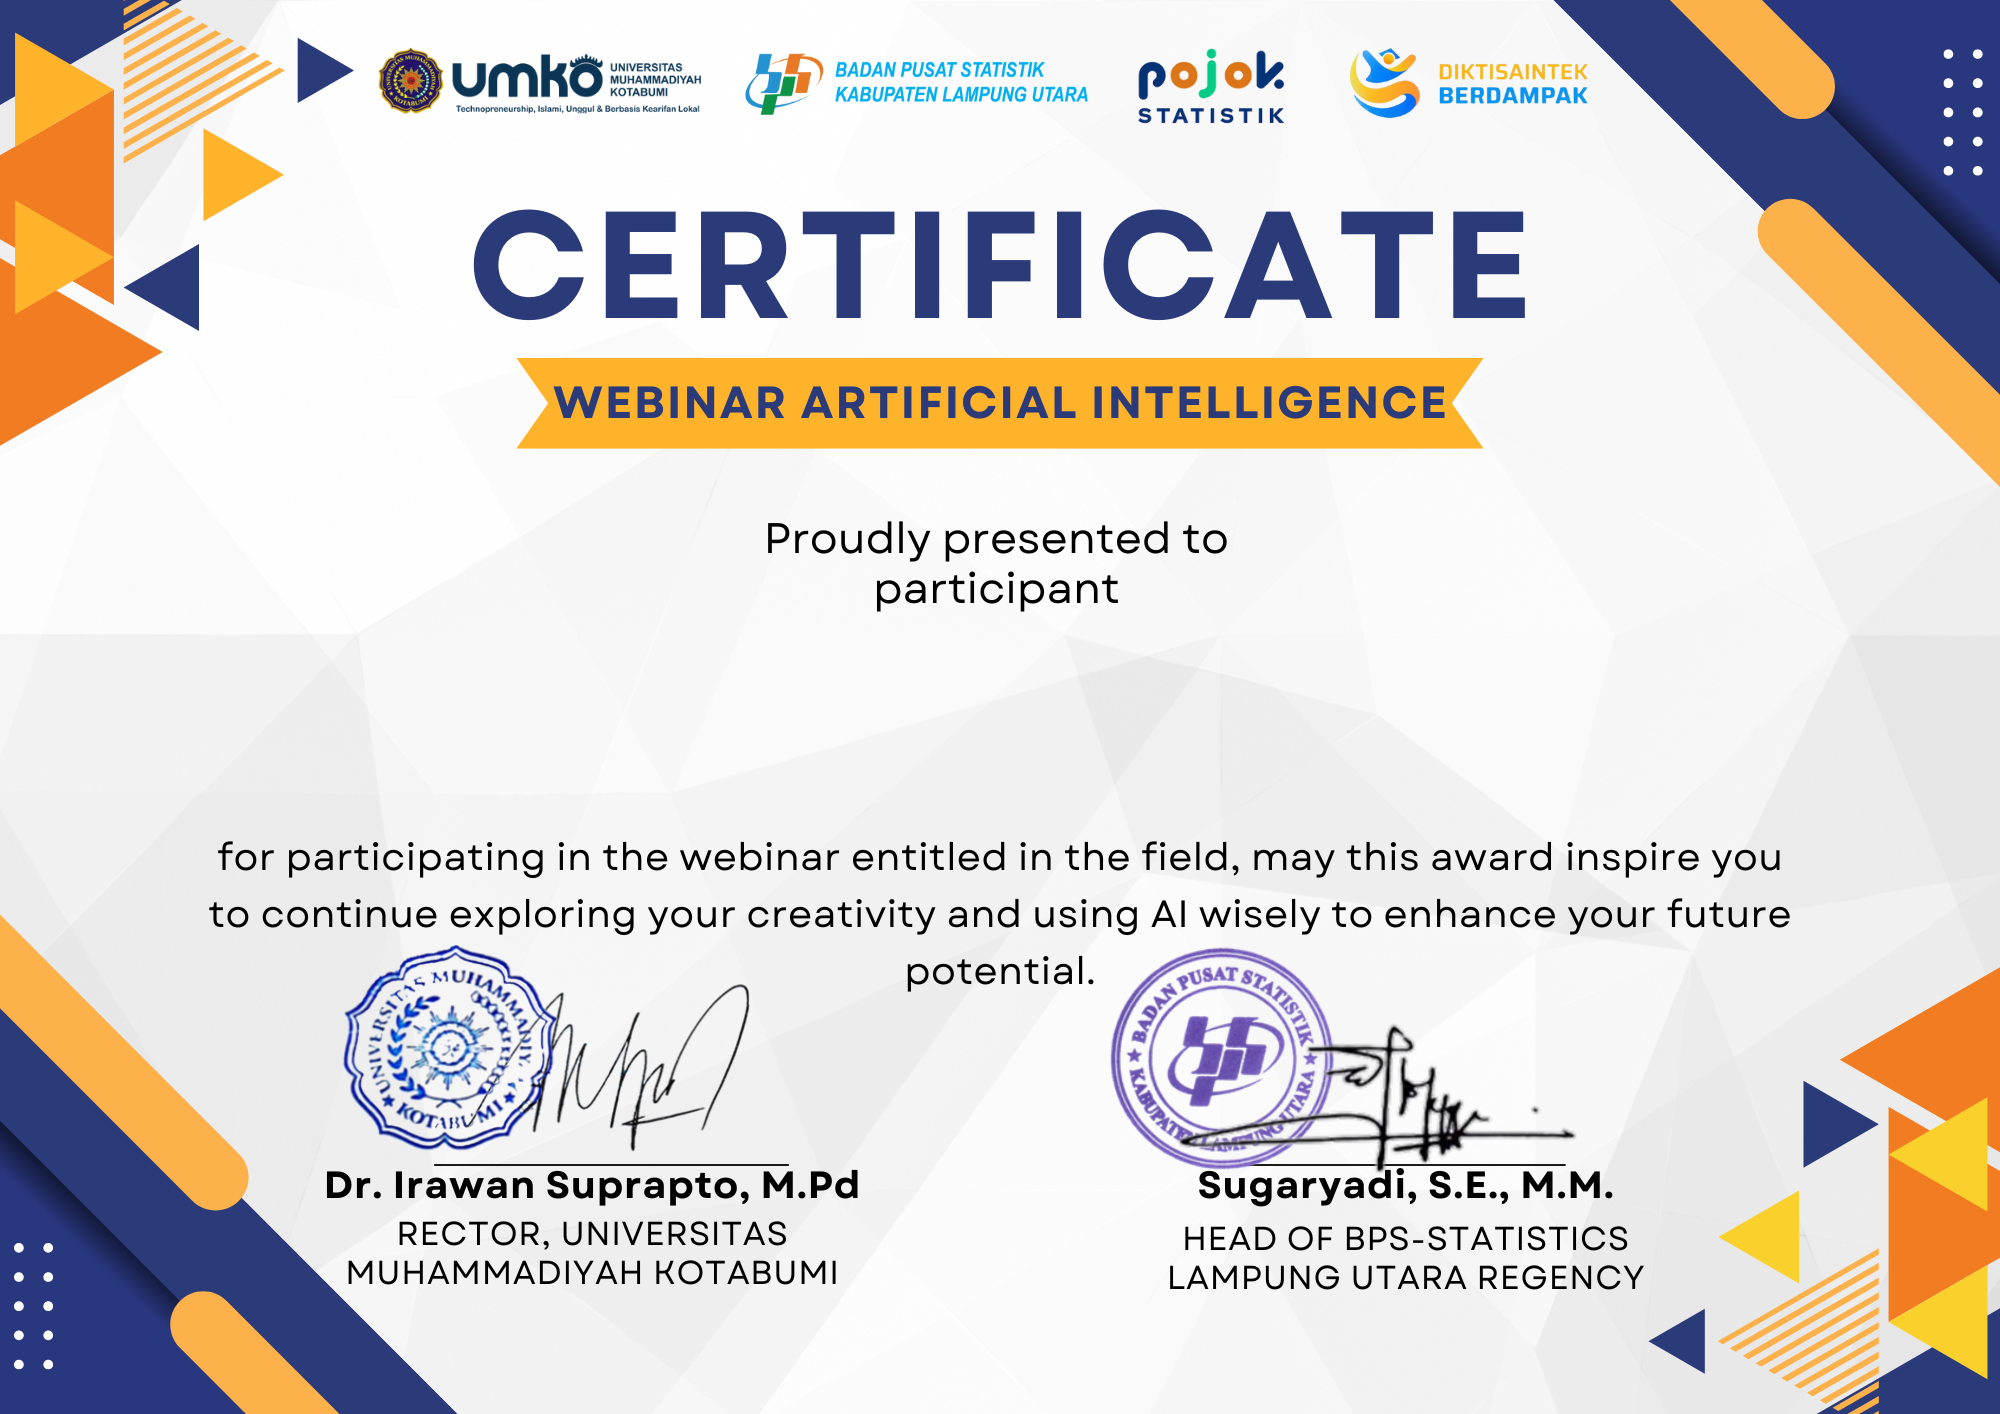 umko
UNIVERSITAS
MUHAMMADIYAH
KOTABUMI
Technopreneurship, Islami, Unggul & Berbasis Kearifan Lokal
BADAN PUSAT STATISTIK
KABUPATEN LAMPUNG UTARA
pojok
STATISTIK
DIKTISAINTEK
BERDAMPAK
CERTIFICATE
WEBINAR ARTIFICIAL INTELLIGENCE
Proudly presented to
participant
for participating in the webinar entitled in the field, may this award inspire you
to continue exploring your creativity and using AI wisely to enhance your future
potential.
UNIVERSITAS MUHAMMADIYAH
KOTABUMI
BADAN PUSAT STATISTIK
KABUPATEN LAMPUNG UTARA
Dr. Irawan Suprapto, M.Pd
RECTOR, UNIVERSITAS
MUHAMMADIYAH KOTABUMI
Sugaryadi, S.E., M.M.
HEAD OF BPS-STATISTICS
LAMPUNG UTARA REGENCY